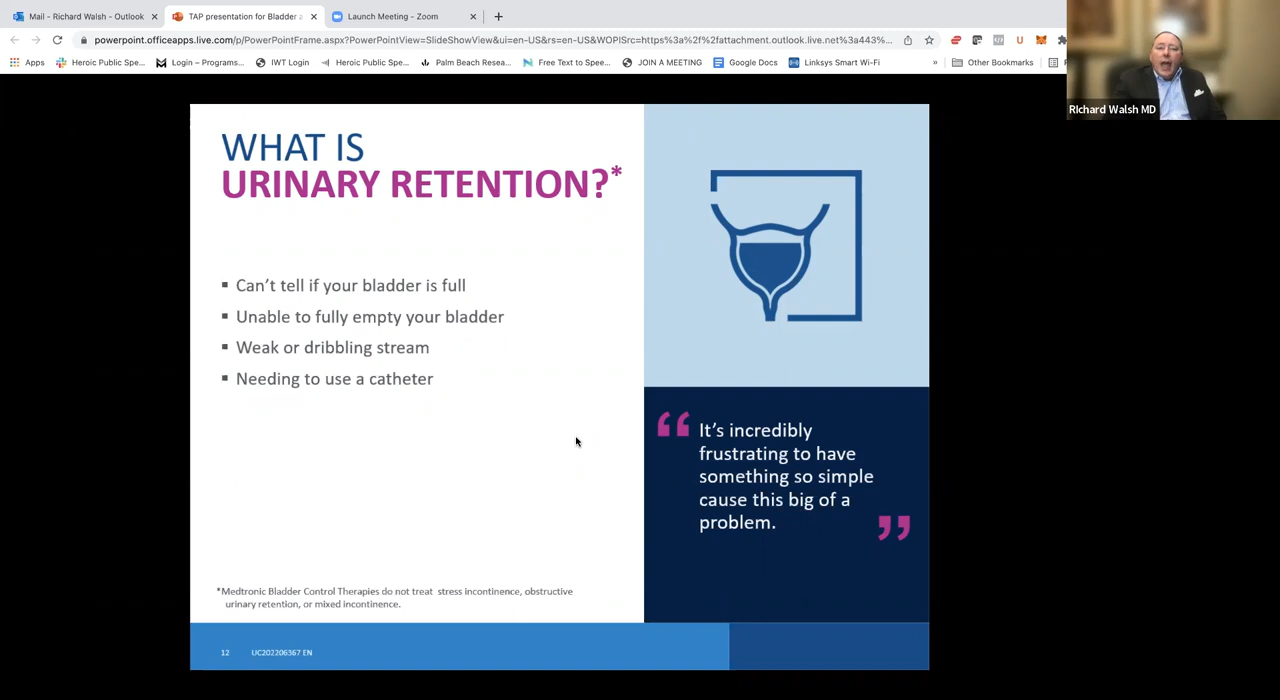 Mail - Richard Walsh - Outlook
TAP presentation for Bladder a
Launch Meeting - Zoom
powerpoint.officeapps.live.com/p/PowerPointFrame.aspx?PowerPointView=SlideShowView&ui=en-US&rs=en-US&WOPISrc=https%3a%2f%2fattachment.outlook.live.net%3a443%...
Apps
Heroic Public Spe...
Login – Programs...
IWT Login
Heroic Public Spe...
Palm Beach Resea...
Free Text to Spee...
JOIN A MEETING
Google Docs
Linksys Smart Wi-Fi
»
Other Bookmarks
RIchard Walsh MD
WHAT IS
URINARY RETENTION?*
▪ Can’t tell if your bladder is full
▪ Unable to fully empty your bladder
▪ Weak or dribbling stream
▪ Needing to use a catheter
“ It’s incredibly
frustrating to have
something so simple
cause this big of a
problem. ”
*Medtronic Bladder Control Therapies do not treat stress incontinence, obstructive
urinary retention, or mixed incontinence.
12 UC202206367 EN